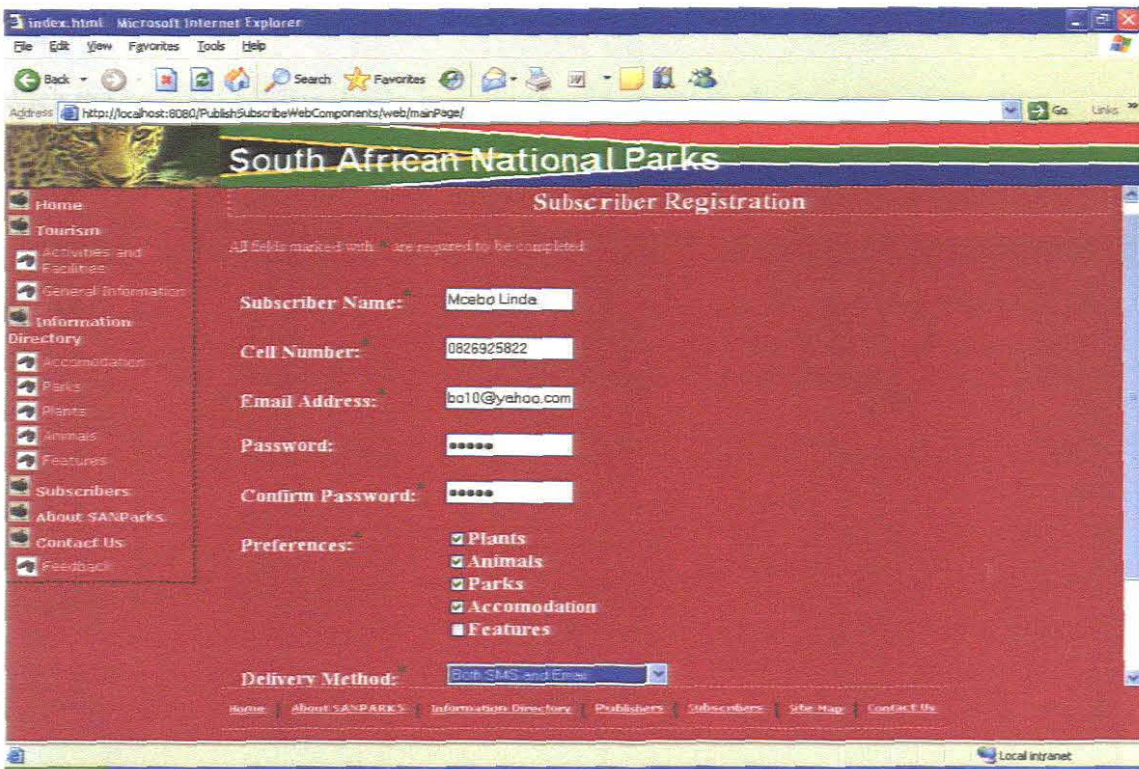 index.html Microsoft Internet Explorer
File Edit View Favorites Tools Help
Back Search Favorites
Address http://localhost:8080/PublishSubscribeWebComponents/web/mainPage/ Go Links »
South African National Parks
Home
Tourism
Activities and
Facilities
General Information
Information
Directory
Accomodation
Parks
Plants
Animals
Features
Subscribers
About SANParks
Contact Us
Feedback
Subscriber Registration
All fields marked with * are required to be completed
Subscriber Name:* Mcebo Linda
Cell Number:* 0826925822
Email Address:* bo10@yahoo.com
Password: •••••
Confirm Password:* •••••
Preferences:* Plants
Animals
Parks
Accomodation
Features
Delivery Method:* Both SMS and Email
Home | About SANPARKS | Information Directory | Publishers | Subscribers | Site Map | Contact Us
Local intranet